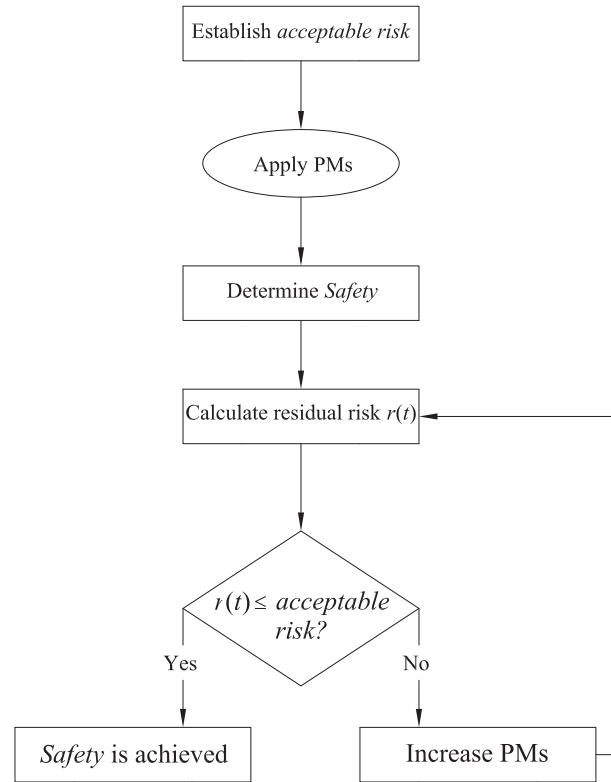 Establish acceptable risk
Apply PMs
Determine Safety
Calculate residual risk r(t)
r(t) ≤ acceptable
risk?
Yes
No
Safety is achieved
Increase PMs